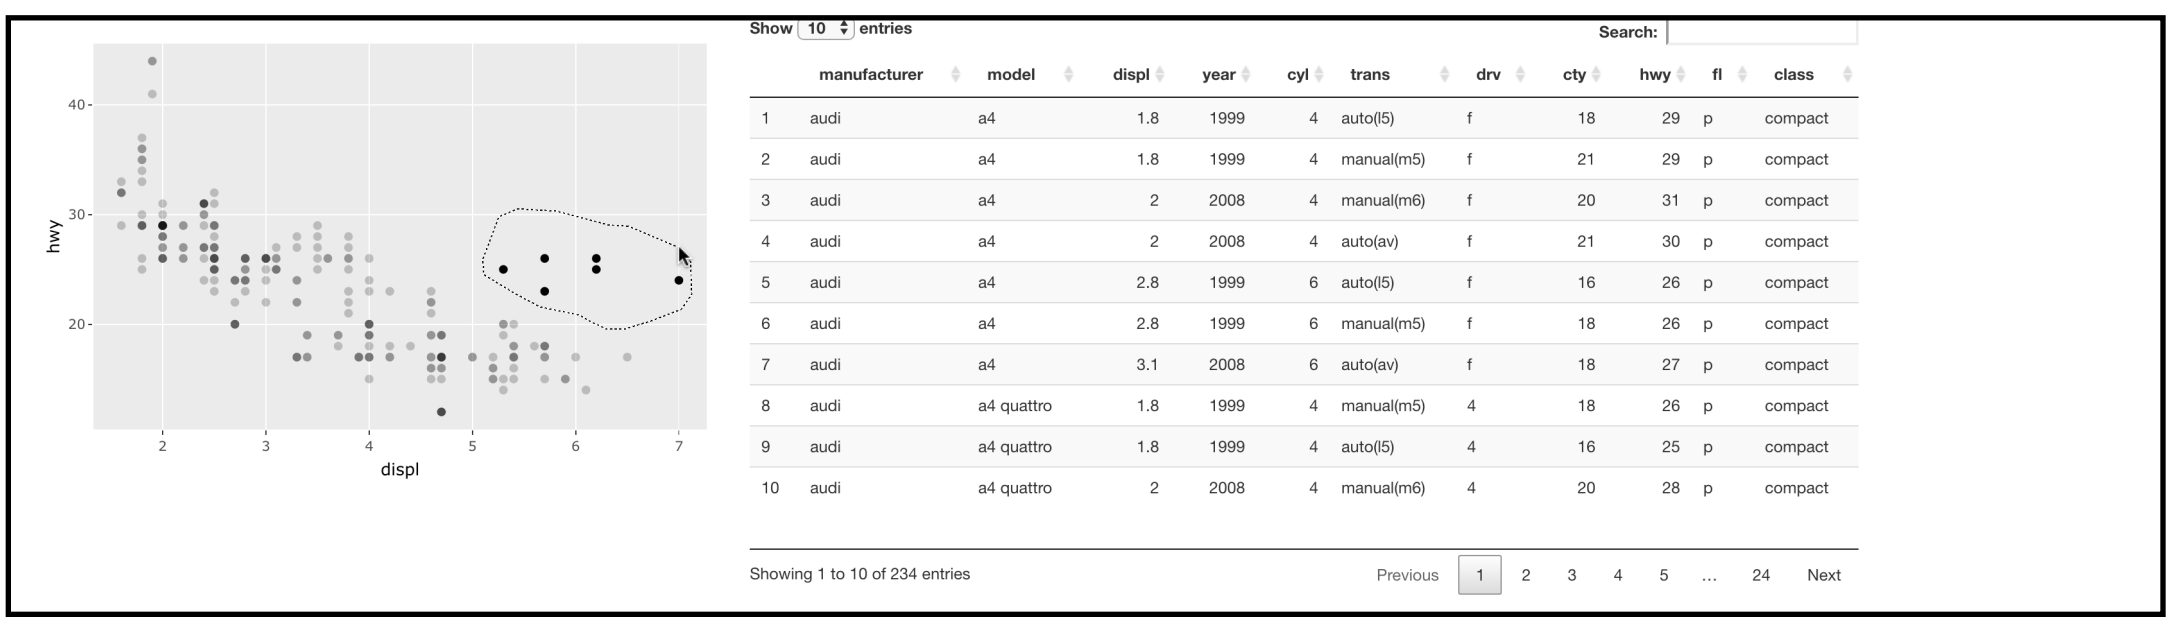 Show 10 entries
Search:
manufacturer model displ year cyl trans drv cty hwy fl class
1 audi a4 1.8 1999 4 auto(l5) f 18 29 p compact
2 audi a4 1.8 1999 4 manual(m5) f 21 29 p compact
3 audi a4 2 2008 4 manual(m6) f 20 31 p compact
4 audi a4 2 2008 4 auto(av) f 21 30 p compact
5 audi a4 2.8 1999 6 auto(l5) f 16 26 p compact
6 audi a4 2.8 1999 6 manual(m5) f 18 26 p compact
7 audi a4 3.1 2008 6 auto(av) f 18 27 p compact
8 audi a4 quattro 1.8 1999 4 manual(m5) 4 18 26 p compact
9 audi a4 quattro 1.8 1999 4 auto(l5) 4 16 25 p compact
10 audi a4 quattro 2 2008 4 manual(m6) 4 20 28 p compact
Showing 1 to 10 of 234 entries
Previous 1 2 3 4 5 … 24 Next
40
30
20
hwy
2 3 4 5 6 7
displ